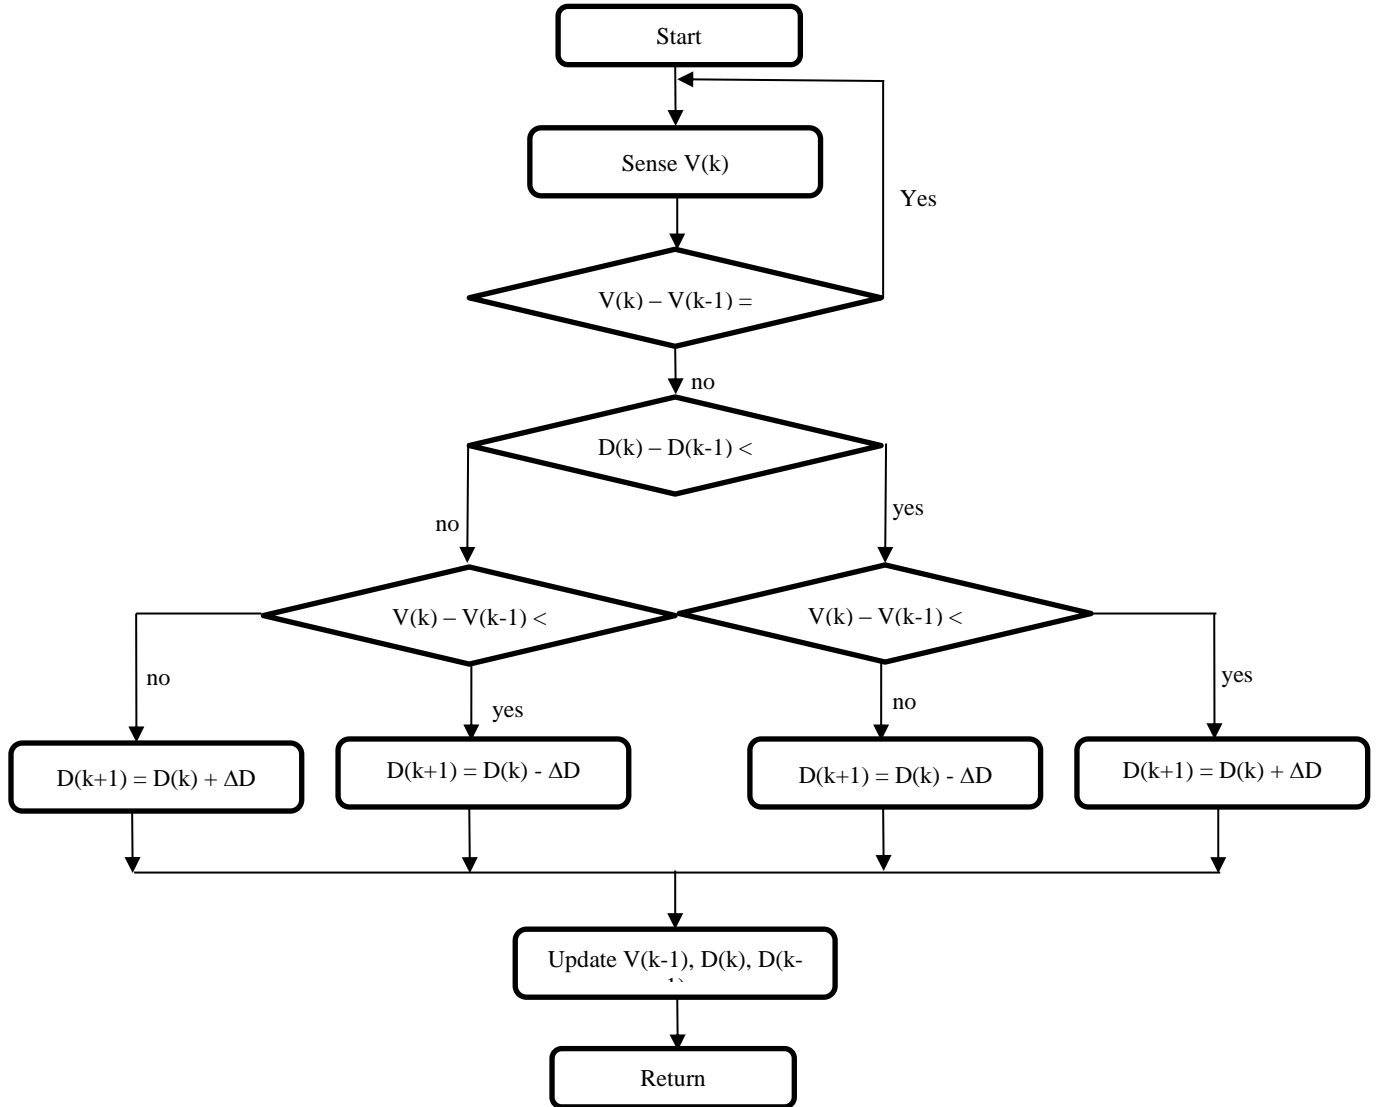 Start
Sense V(k)
Yes
V(k) – V(k-1) =
no
D(k) – D(k-1) <
no
yes
V(k) – V(k-1) <
V(k) – V(k-1) <
no
yes
no
yes
D(k+1) = D(k) + ΔD
D(k+1) = D(k) - ΔD
D(k+1) = D(k) - ΔD
D(k+1) = D(k) + ΔD
Update V(k-1), D(k), D(k-
Return